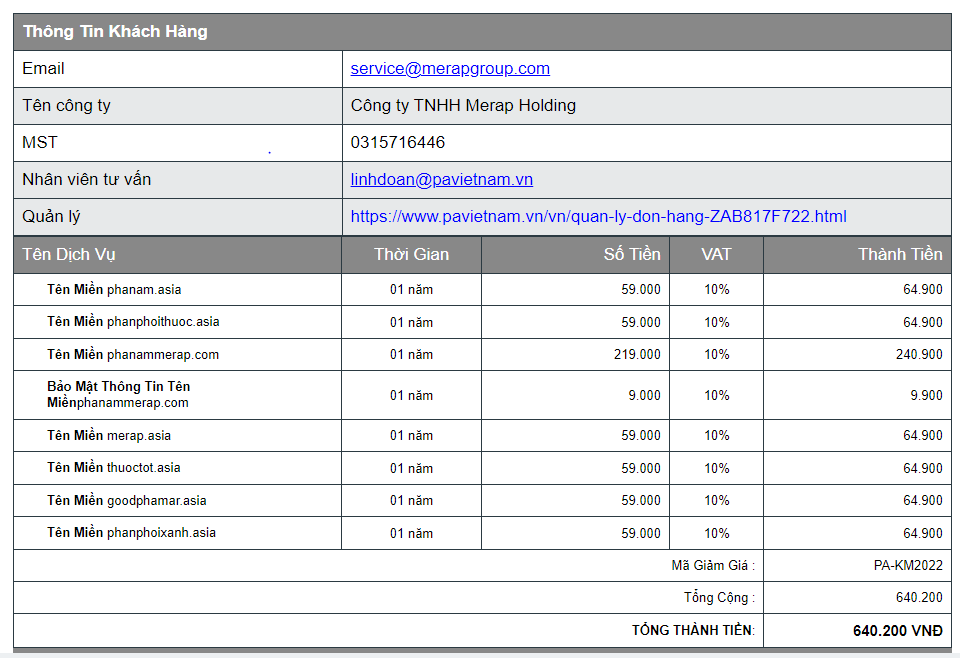 Thông Tin Khách Hàng
Email service@merapgroup.com
Tên công ty Công ty TNHH Merap Holding
MST 0315716446
Nhân viên tư vấn linhdoan@pavietnam.vn
Quản lý https://www.pavietnam.vn/vn/quan-ly-don-hang-ZAB817F722.html
Tên Dịch Vụ Thời Gian Số Tiền VAT Thành Tiền
Tên Miền phanam.asia 01 năm 59.000 10% 64.900
Tên Miền phanphoithuoc.asia 01 năm 59.000 10% 64.900
Tên Miền phanammerap.com 01 năm 219.000 10% 240.900
Bảo Mật Thông Tin Tên
Miềnphanammerap.com 01 năm 9.000 10% 9.900
Tên Miền merap.asia 01 năm 59.000 10% 64.900
Tên Miền thuoctot.asia 01 năm 59.000 10% 64.900
Tên Miền goodphamar.asia 01 năm 59.000 10% 64.900
Tên Miền phanphoixanh.asia 01 năm 59.000 10% 64.900
Mã Giảm Giá : PA-KM2022
Tổng Cộng : 640.200
TỔNG THÀNH TIỀN: 640.200 VNĐ